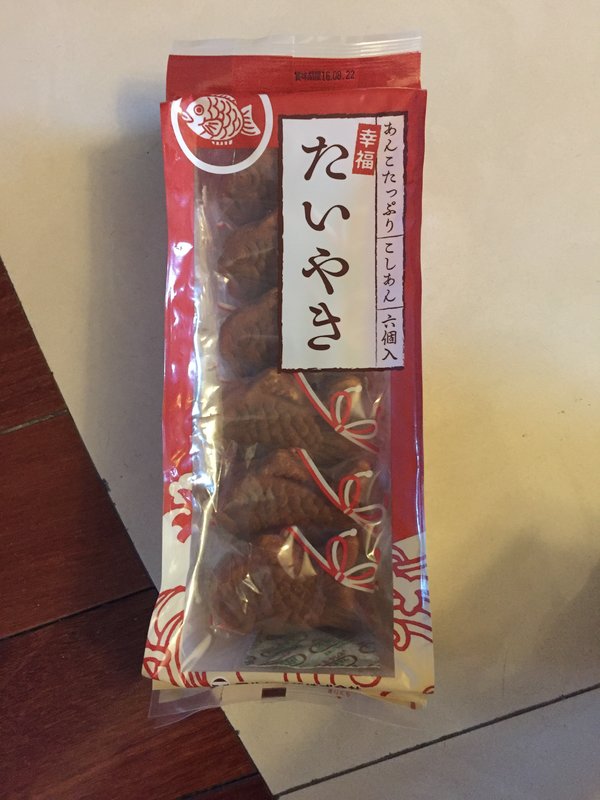 賞味期限16.08.22
幸福
たいやき
あんこたっぷり
こしあん
六個入